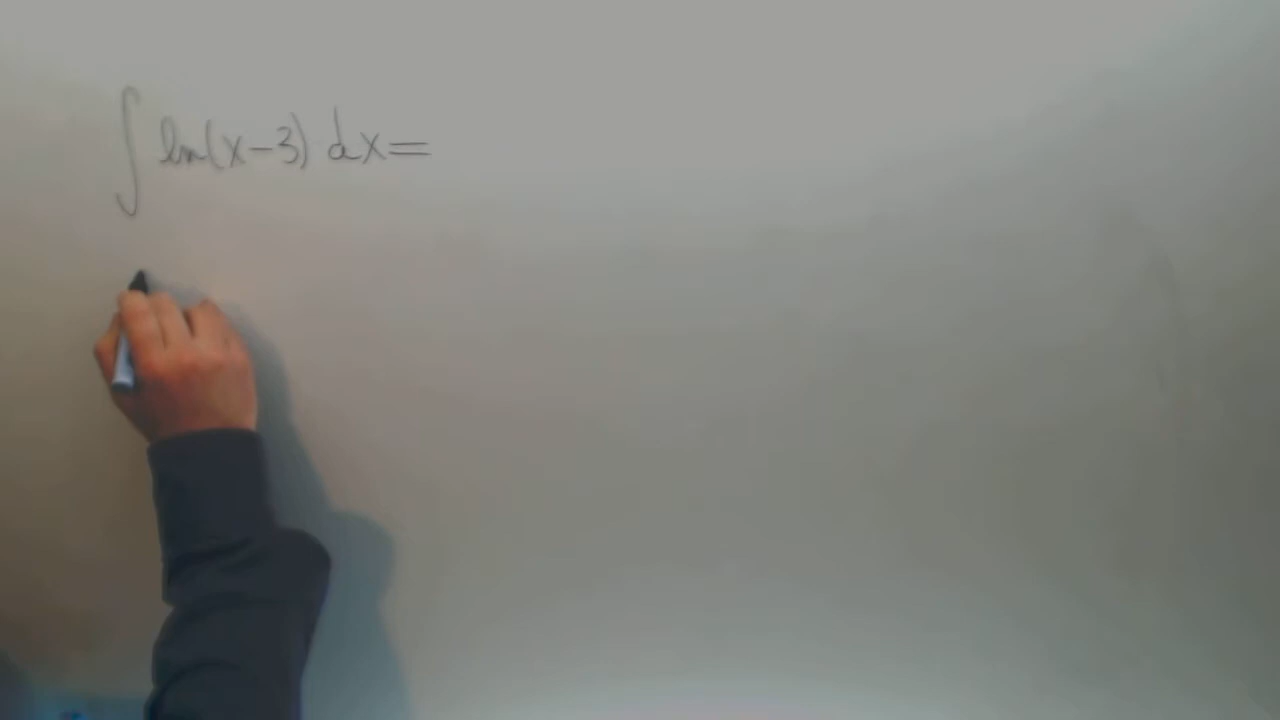 ∫ ln(x-3) dx=